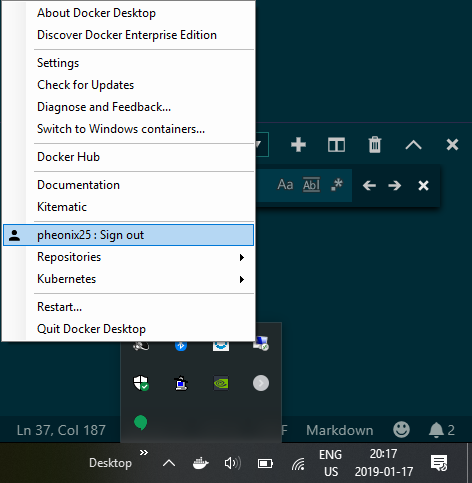 About Docker Desktop
Discover Docker Enterprise Edition
Settings
Check for Updates
Diagnose and Feedback...
Switch to Windows containers...
Docker Hub
Documentation
Kitematic
pheonix25 : Sign out
Repositories
Kubernetes
Restart...
Quit Docker Desktop
Aa Abl .*
Ln 37, Col 187 F Markdown 2
Desktop » ENG 20:17
US 2019-01-17